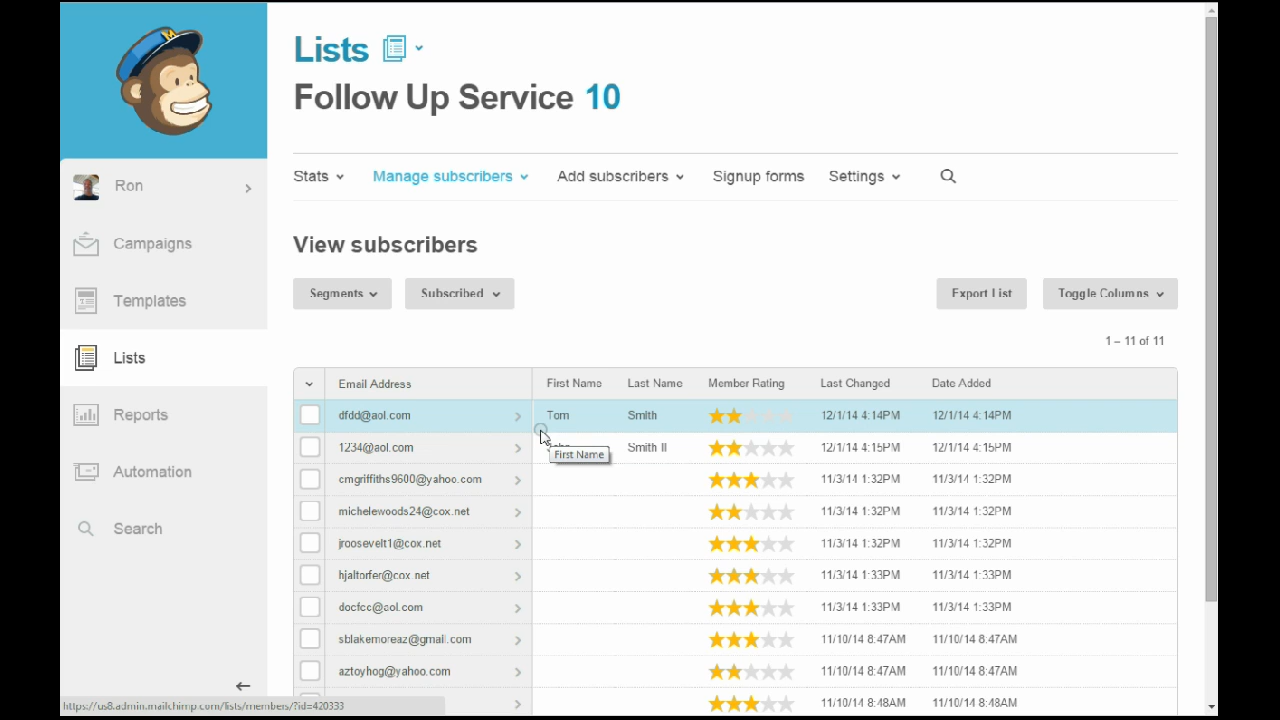 Lists
Follow Up Service 10
Stats Manage subscribers Add subscribers Signup forms Settings
Ron
Campaigns
Templates
Lists
Reports
Automation
Search
View subscribers
Segments Subscribed Export List Toggle Columns
1 – 11 of 11
Email Address First Name Last Name Member Rating Last Changed Date Added
dfdd@aol.com Tom Smith 12/1/14 4:14PM 12/1/14 4:14PM
1234@aol.com Smith II 12/1/14 4:15PM 12/1/14 4:15PM
First Name
cmgriffiths9600@yahoo.com 11/3/14 1:32PM 11/3/14 1:32PM
michelewoods24@cox.net 11/3/14 1:32PM 11/3/14 1:32PM
jroosevelt1@cox.net 11/3/14 1:32PM 11/3/14 1:32PM
hjaltorfer@cox.net 11/3/14 1:33PM 11/3/14 1:33PM
docfcc@aol.com 11/3/14 1:33PM 11/3/14 1:33PM
sblakemoreaz@gmail.com 11/10/14 8:47AM 11/10/14 8:47AM
aztoyhog@yahoo.com 11/10/14 8:47AM 11/10/14 8:47AM
11/10/14 8:48AM 11/10/14 8:48AM
https://us8.admin.mailchimp.com/lists/members/?id=420333